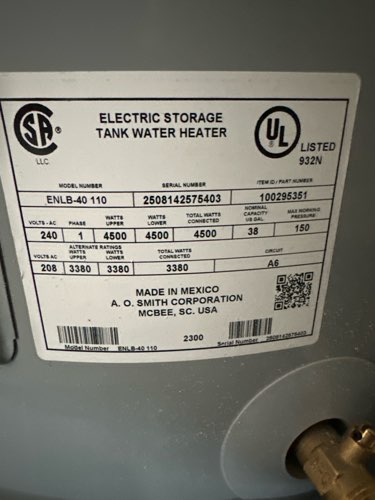 SA
LLC.
ELECTRIC STORAGE
TANK WATER HEATER
UL
®
LISTED
932N
MODEL NUMBER SERIAL NUMBER ITEM ID / PART NUMBER
ENLB-40 110 2508142575403 100295351
VOLTS - AC PHASE WATTS UPPER WATTS LOWER TOTAL WATTS CONNECTED NOMINAL CAPACITY US GAL MAX WORKING PRESSURE
240 1 4500 4500 4500 38 150
VOLTS - AC ALTERNATE RATINGS WATTS UPPER WATTS LOWER TOTAL WATTS CONNECTED CIRCUIT
208 3380 3380 3380 A6
MADE IN MEXICO
A. O. SMITH CORPORATION
MCBEE, SC. USA
2300
Model Number ENLB-40 110 Serial Number 2508142575403